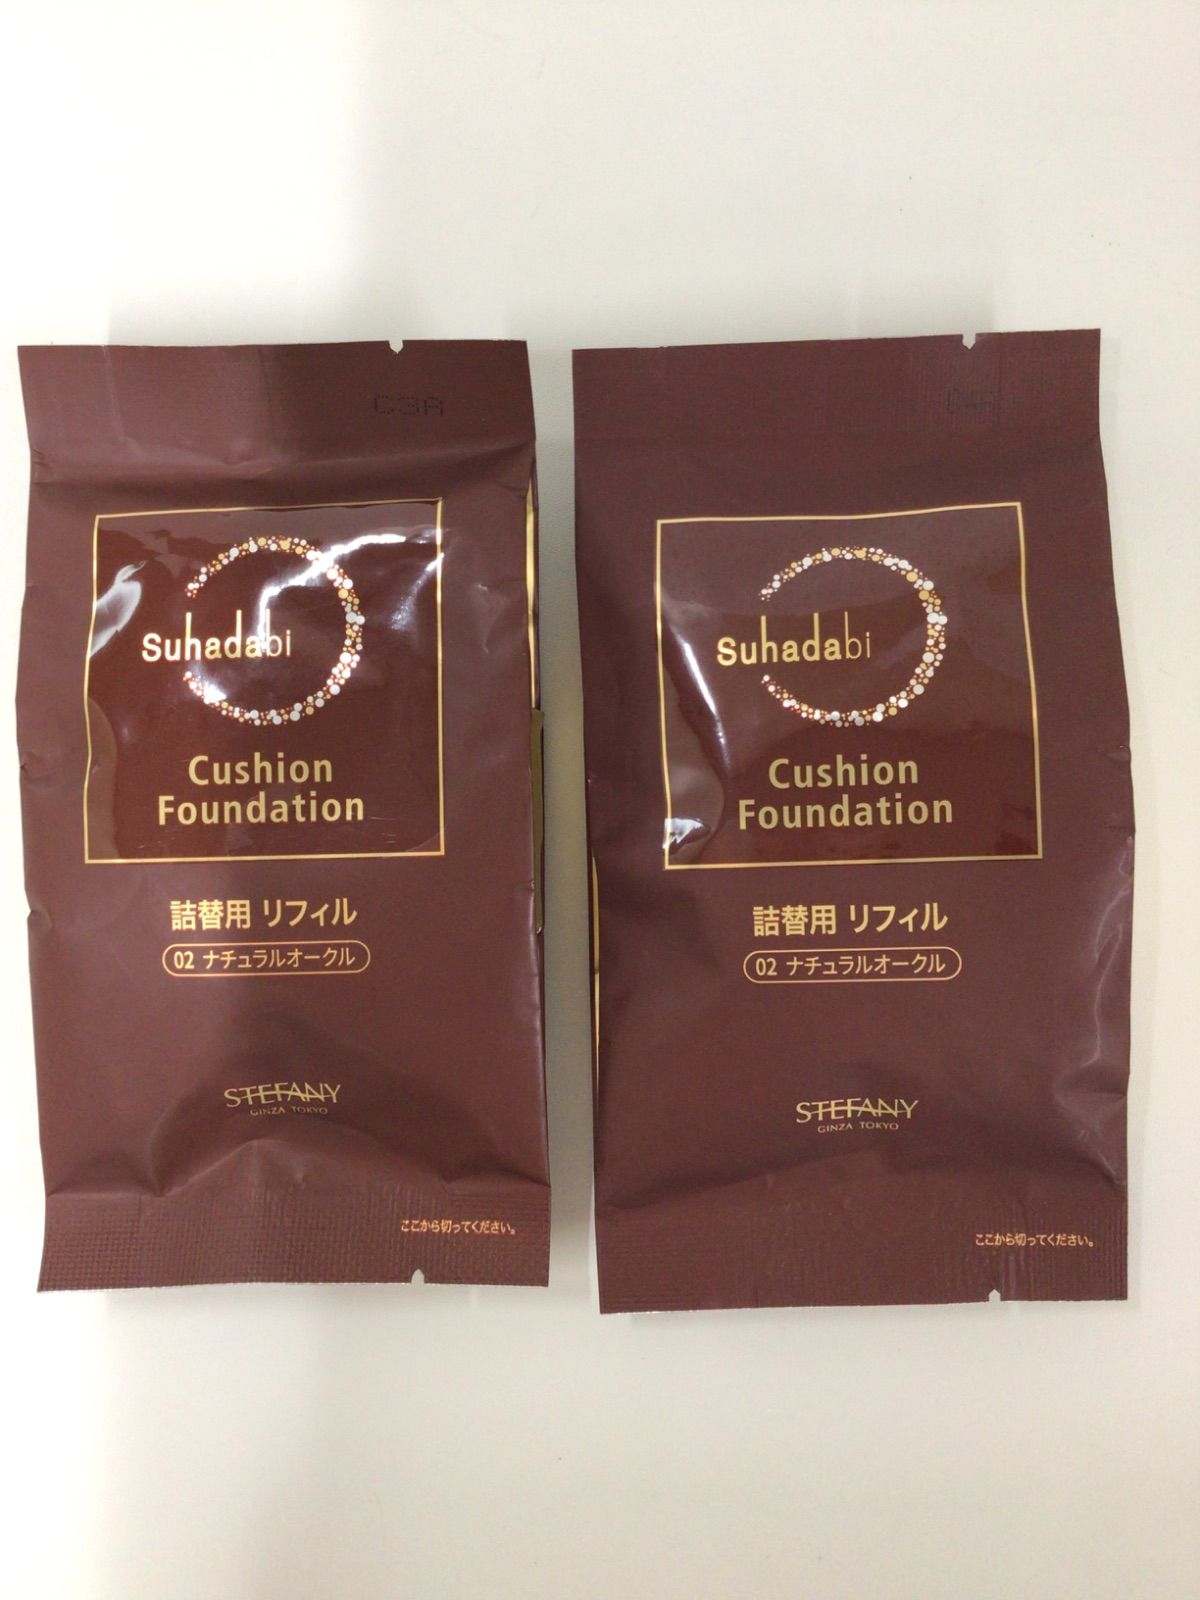 C3A
Suhadabi
Cushion
Foundation
詰替用 リフィル
02 ナチュラルオークル
STEFANY
GINZA TOKYO
ここから切ってください。
Suhadabi
Cushion
Foundation
詰替用 リフィル
02 ナチュラルオークル
STEFANY
GINZA TOKYO
ここから切ってください。